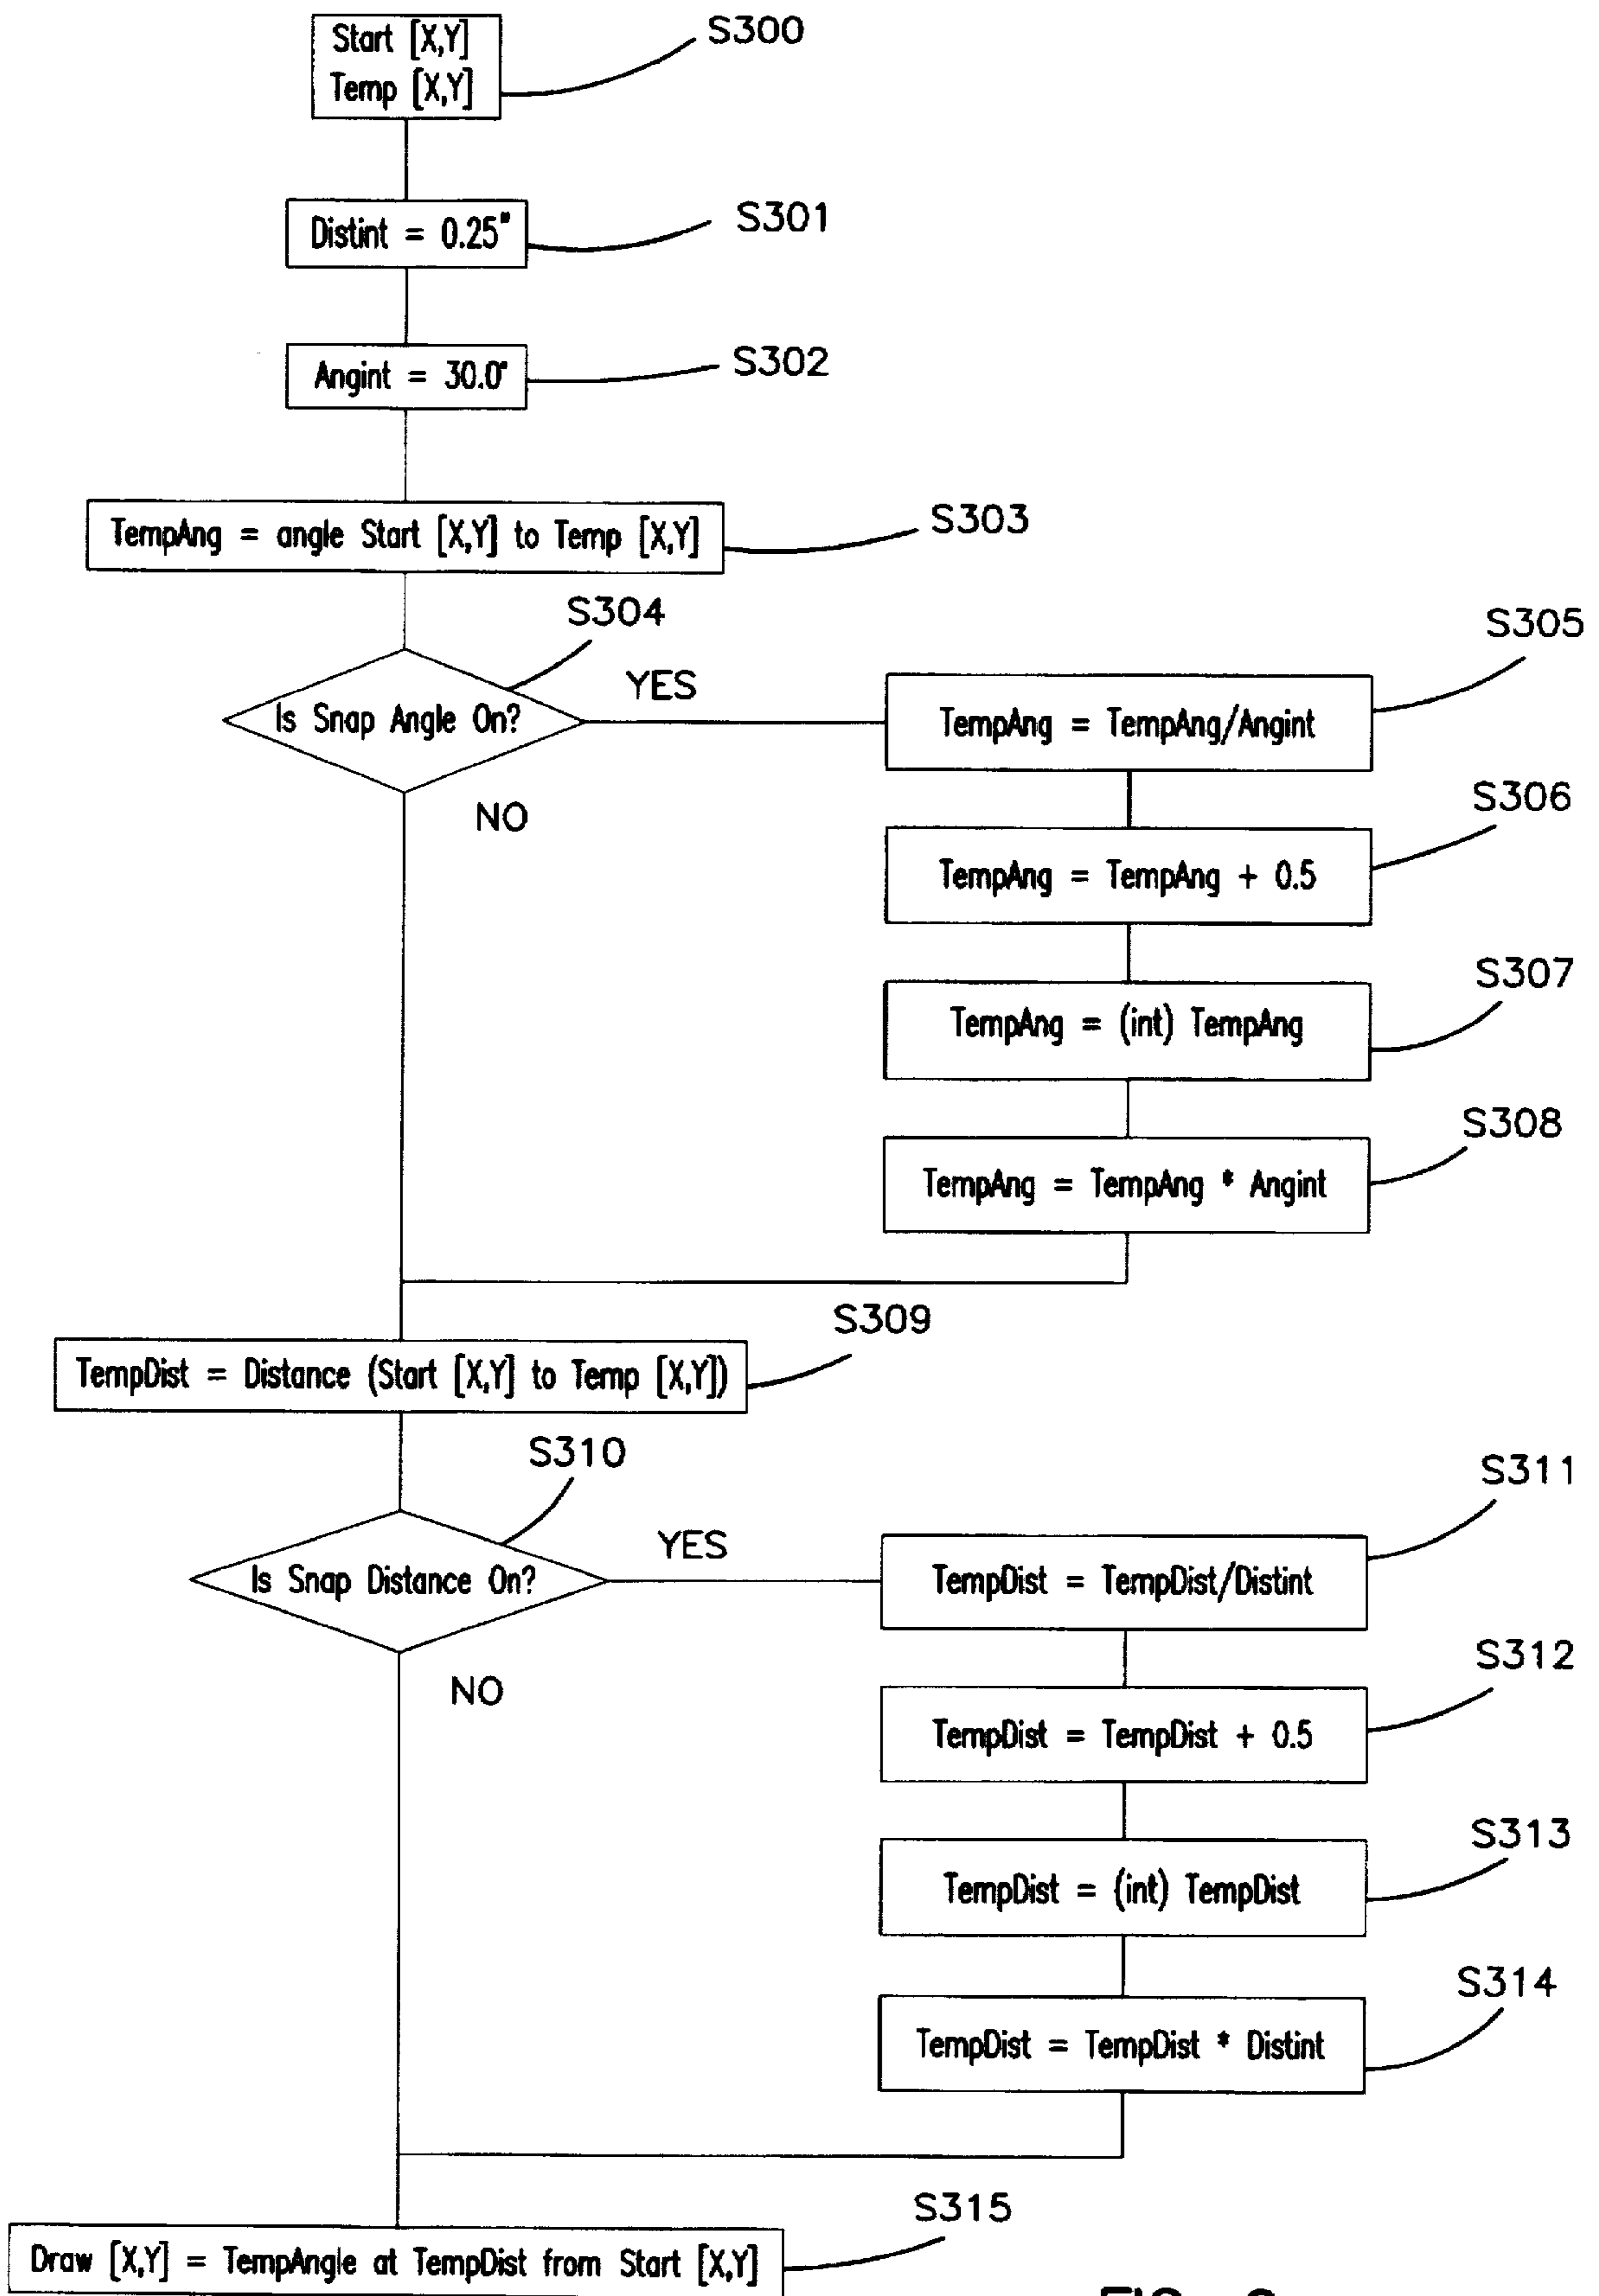 Start [X,Y]
Temp [X,Y]
S300
Distint = 0.25"
S301
Angint = 30.0°
S302
TempAng = angle Start [X,Y] to Temp [X,Y]
S303
S304
Is Snap Angle On?
YES
NO
S305
TempAng = TempAng/Angint
S306
TempAng = TempAng + 0.5
S307
TempAng = (int) TempAng
S308
TempAng = TempAng * Angint
S309
TempDist = Distance (Start [X,Y] to Temp [X,Y])
S310
Is Snap Distance On?
YES
NO
S311
TempDist = TempDist/Distint
S312
TempDist = TempDist + 0.5
S313
TempDist = (int) TempDist
S314
TempDist = TempDist * Distint
S315
Draw [X,Y] = TempAngle at TempDist from Start [X,Y]